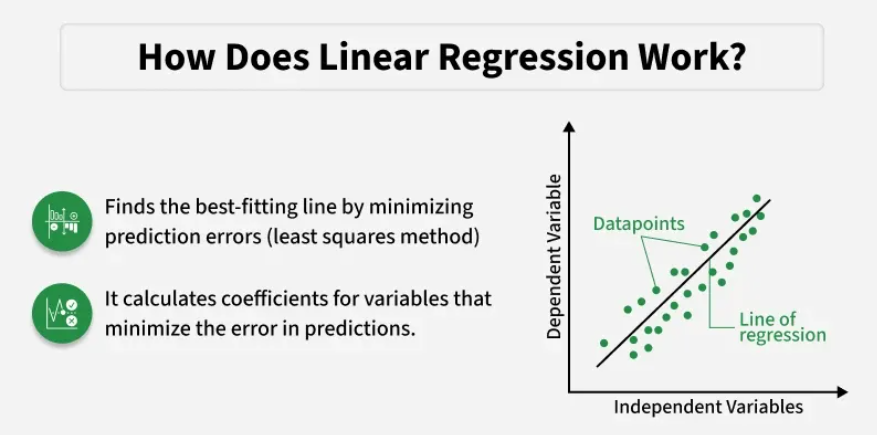 How Does Linear Regression Work?
Finds the best-fitting line by minimizing
prediction errors (least squares method)
It calculates coefficients for variables that
minimize the error in predictions.
Dependent Variable
Datapoints
Line of
regression
Independent Variables